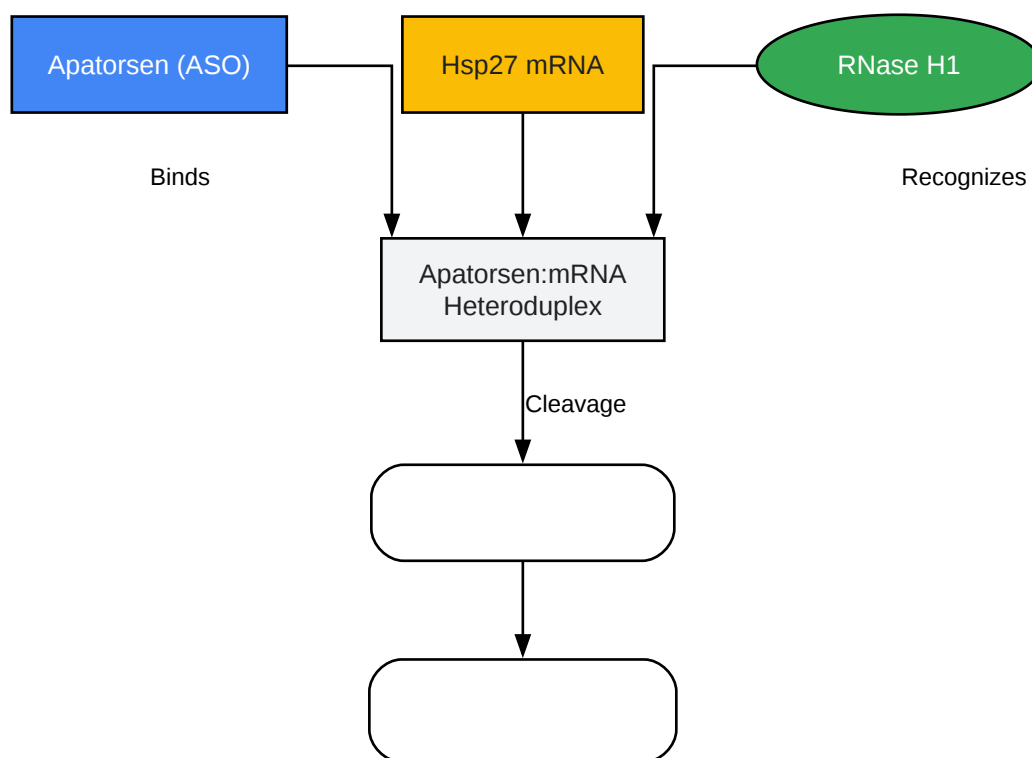 Apatorsen (ASO)
Hsp27 mRNA
RNase H1
Binds
Recognizes
Apatorsen:mRNA
Heteroduplex
Cleavage